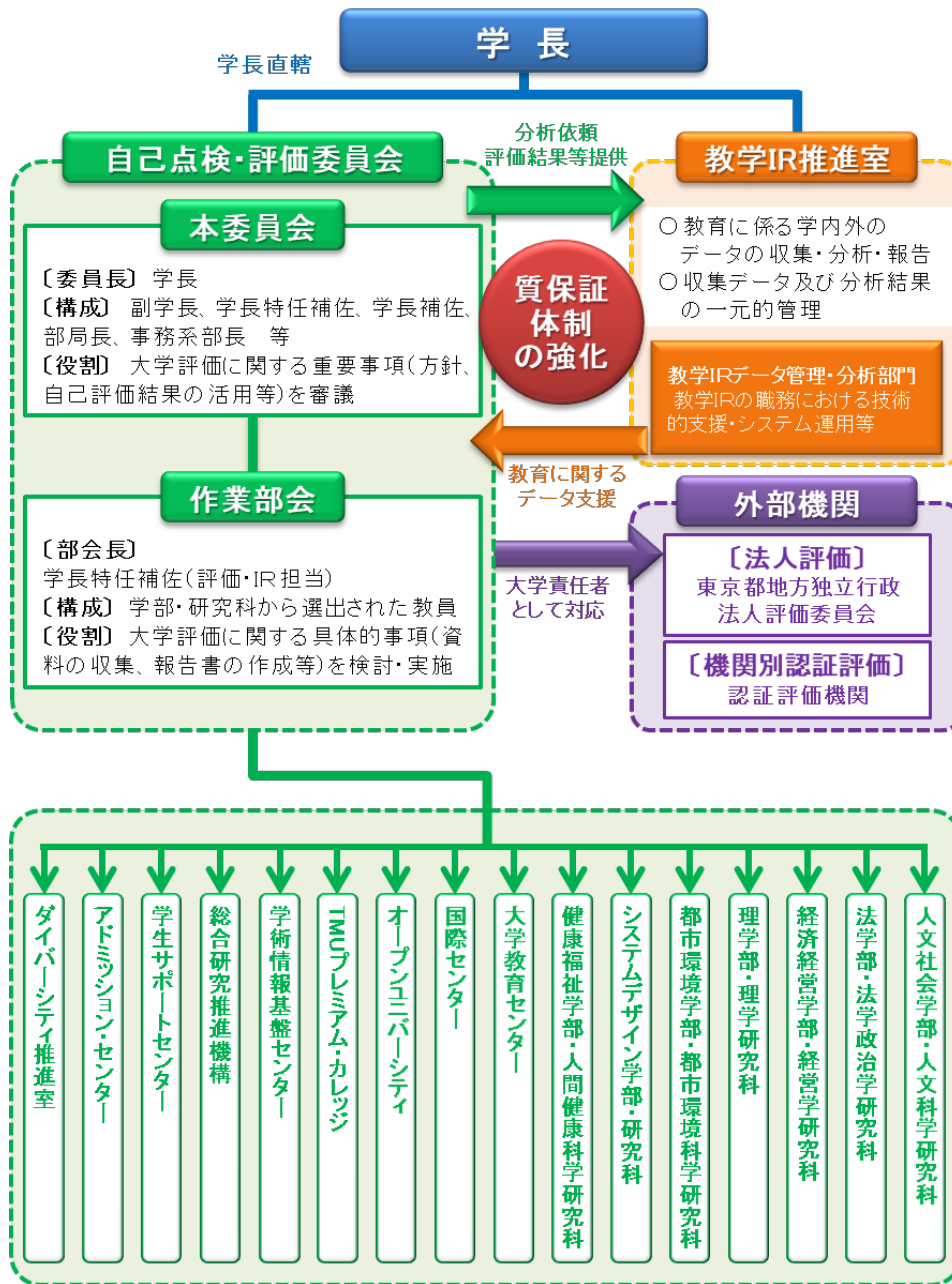 学 長
学長直轄
自己点検・評価委員会
本委員会
〔委員長〕 学長
〔構成〕 副学長、学長特任補佐、学長補佐、
部局長、事務系部長 等
〔役割〕 大学評価に関する重要事項(方針、
自己評価結果の活用等)を審議
作業部会
〔部会長〕
学長特任補佐(評価・IR担当)
〔構成〕 学部・研究科から選出された教員
〔役割〕 大学評価に関する具体的事項(資
料の収集、報告書の作成等)を検討・実施
分析依頼
評価結果等提供
質保証
体制
の強化
教育に関する
データ支援
大学責任者
として対応
教学IR推進室
○ 教育に係る学内外の
データの収集・分析・報告
○ 収集データ及び分析結果
の一元的管理
教学IRデータ管理・分析部門
教学IRの職務における技術
的支援・システム運用等
外部機関
〔法人評価〕
東京都地方独立行政
法人評価委員会
〔機関別認証評価〕
認証評価機関
人文社会学部・人文科学研究科
法学部・法学政治学研究科
経済経営学部・経営学研究科
理学部・理学研究科
都市環境学部・都市環境科学研究科
システムデザイン学部・研究科
健康福祉学部・人間健康科学研究科
大学教育センター
国際センター
オープンユニバーシティ
TMUプレミアム・カレッジ
学術情報基盤センター
総合研究推進機構
学生サポートセンター
アドミッション・センター
ダイバーシティ推進室